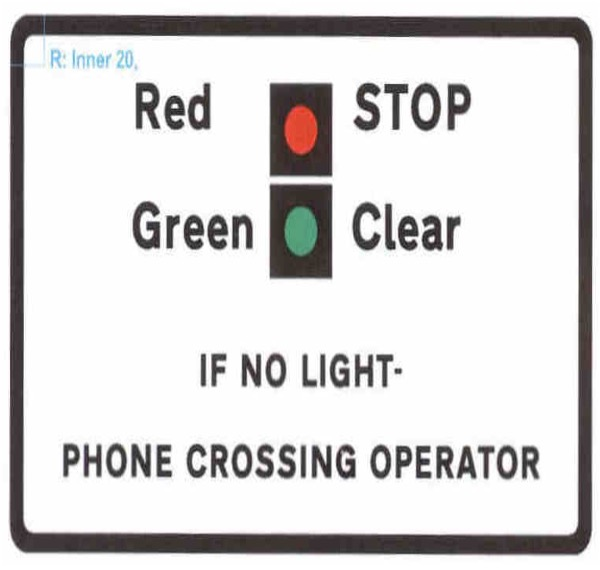 R: Inner 20,
Red STOP
Green Clear
IF NO LIGHT-
PHONE CROSSING OPERATOR